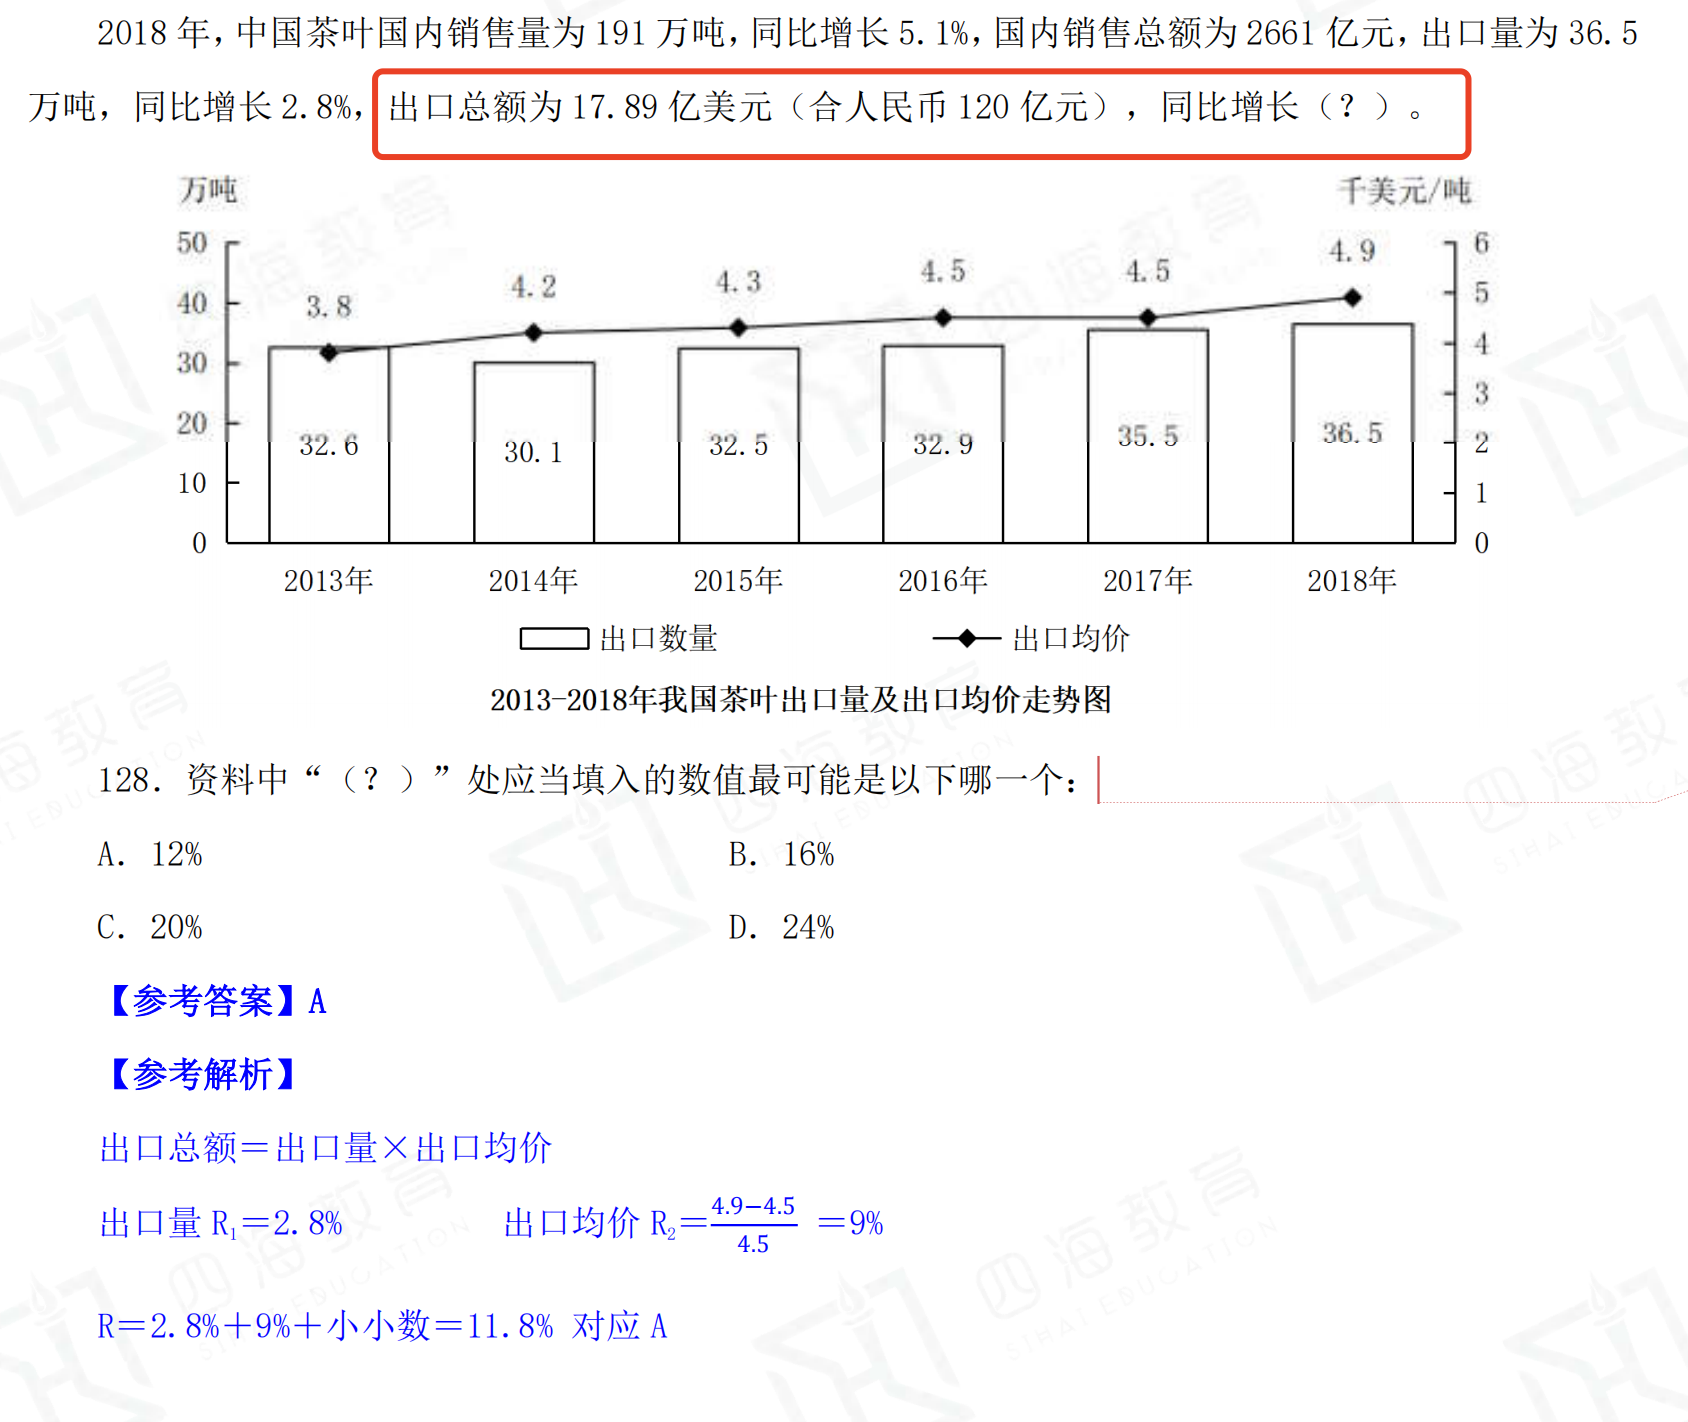 2018 年，中国茶叶国内销售量为 191 万吨，同比增长 5.1%，国内销售总额为 2661 亿元，出口量为 36.5
万吨，同比增长 2.8%，出口总额为 17.89 亿美元（合人民币 120 亿元），同比增长（？）。
万吨 千美元/吨
50 6
40 5
30 4
20 3
10 2
0 1
0
3.8 4.2 4.3 4.5 4.5 4.9
32.6 30.1 32.5 32.9 35.5 36.5
2013年 2014年 2015年 2016年 2017年 2018年
出口数量 出口均价
2013-2018年我国茶叶出口量及出口均价走势图
128. 资料中“（？）”处应当填入的数值最可能是以下哪一个：
A. 12% B. 16%
C. 20% D. 24%
【参考答案】A
【参考解析】
出口总额＝出口量×出口均价
出口量 R₁＝2.8% 出口均价 R₂＝(4.9−4.5)/4.5 ＝9%
R＝2.8%＋9%＋小小数＝11.8% 对应 A
四海教育
SIHAI EDUCATION